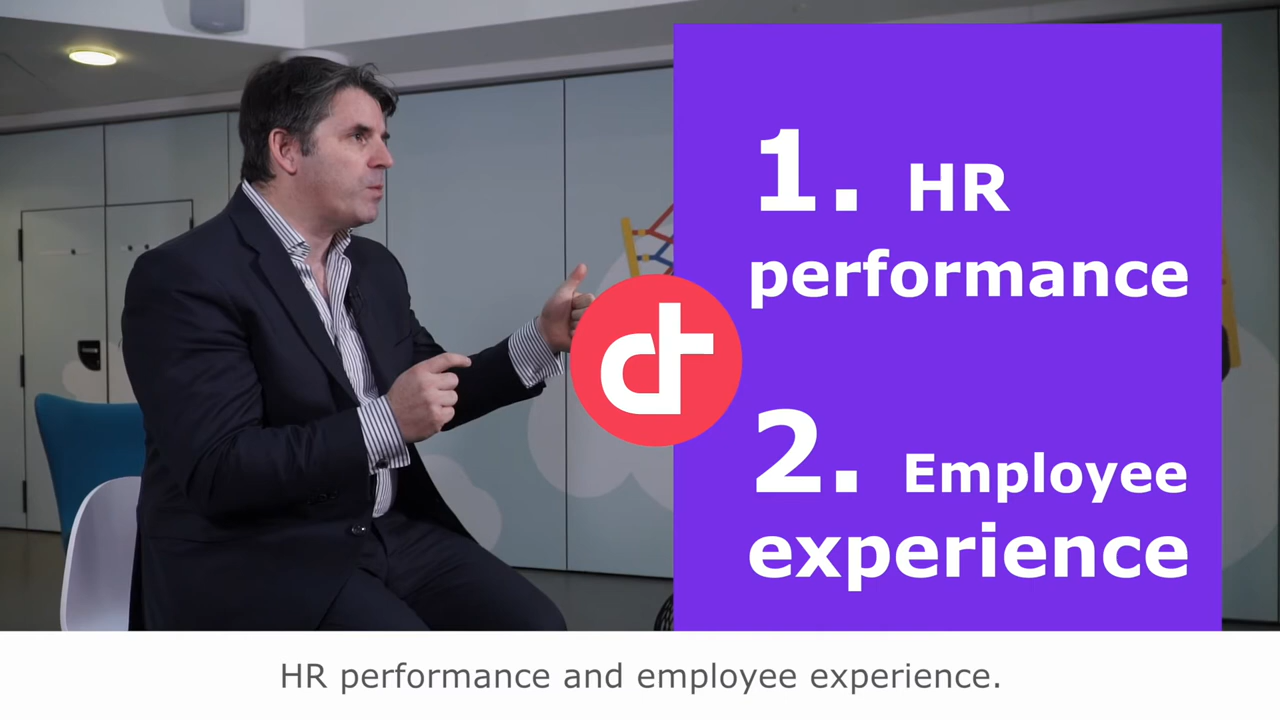 1. HR
performance
2. Employee
experience
HR performance and employee experience.